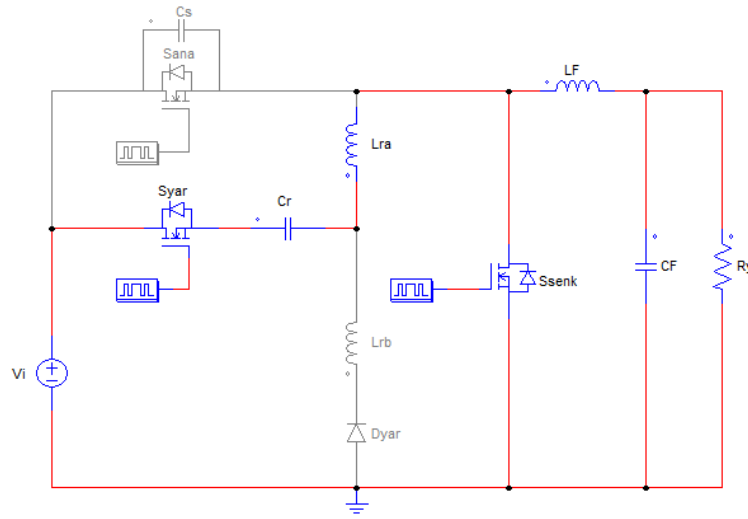 Cs
Sana
LF
Lra
Syar
Cr
Ssenk
CF
Ry
Lrb
Vi
Dyar